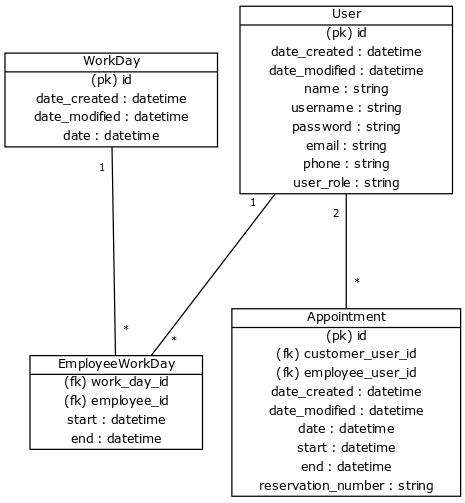 WorkDay
(pk) id
date_created : datetime
date_modified : datetime
date : datetime
User
(pk) id
date_created : datetime
date_modified : datetime
name : string
username : string
password : string
email : string
phone : string
user_role : string
1
1
2
*
*
*
EmployeeWorkDay
(fk) work_day_id
(fk) employee_id
start : datetime
end : datetime
Appointment
(pk) id
(fk) customer_user_id
(fk) employee_user_id
date_created : datetime
date_modified : datetime
date : datetime
start : datetime
end : datetime
reservation_number : string